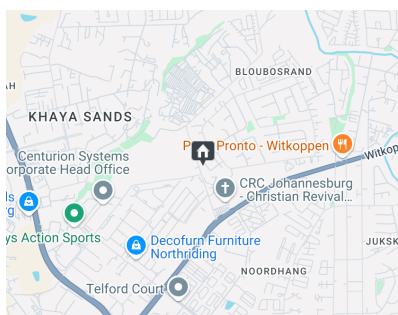 BLOUBOSRAND
AH
KHAYA SANDS
Pronto - Witkoppen
Centurion Systems
orporate Head Office
CRC Johannesburg
- Christian Revival...
ys Action Sports
Decofurn Furniture
Northriding
JUKSK
NOORDHANG
Telford Court